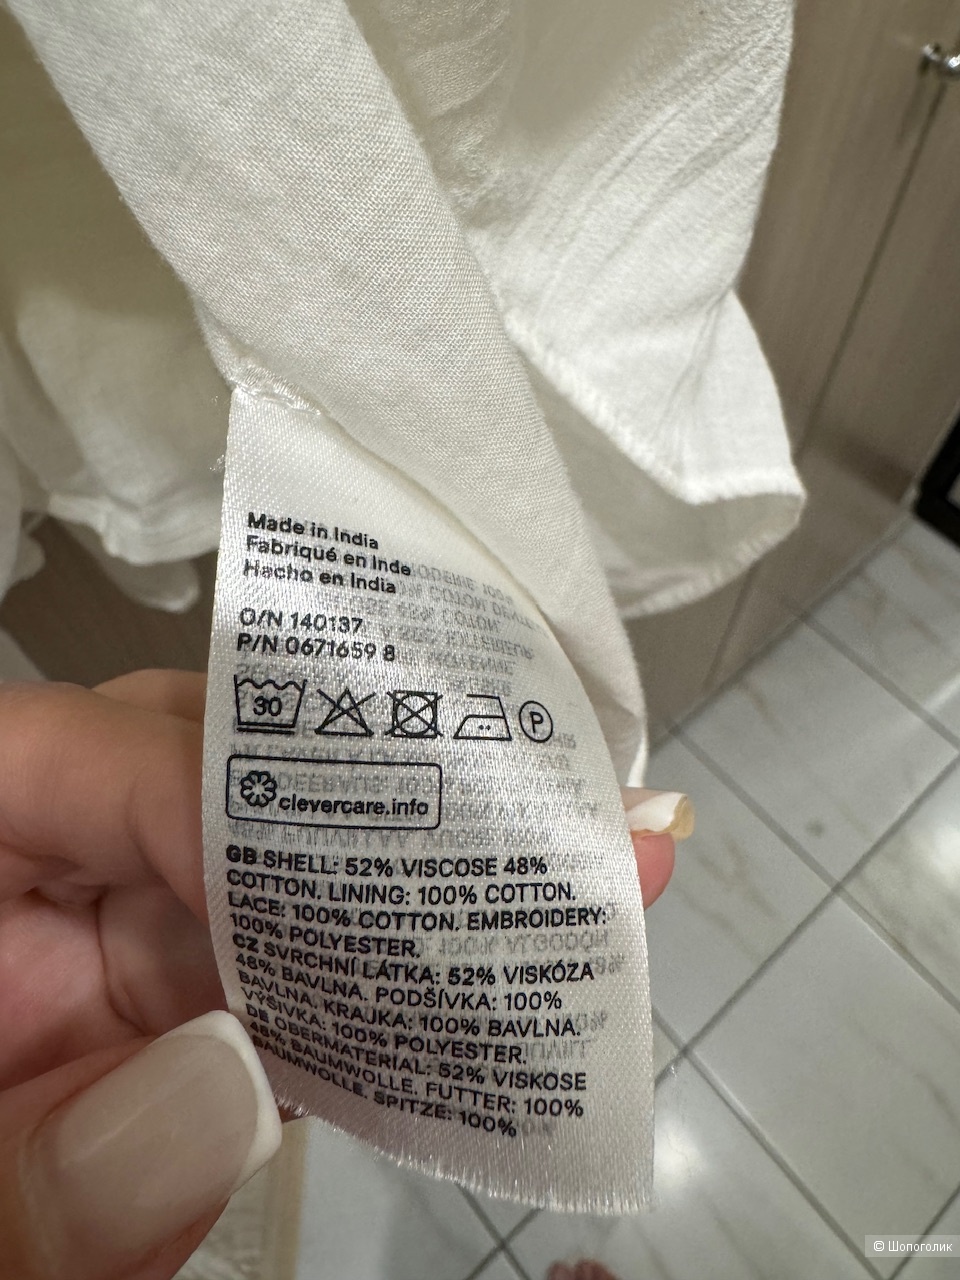 Made in India
Fabriqué en Inde
Hacho en India
O/N 140137
P/N 0671659 8
30
P
clevercare.info
GB SHELL: 52% VISCOSE 48%
COTTON. LINING: 100% COTTON.
LACE: 100% COTTON. EMBROIDERY:
100% POLYESTER.
CZ SVRCHNÍ LÁTKA: 52% VISKÓZA
48% BAVLNA. PODŠÍVKA: 100%
BAVLNA. KRAJKA: 100% BAVLNA.
VÝŠIVKA: 100% POLYESTER.
DE OBERMATERIAL: 52% VISKOSE
48% BAUMWOLLE. FUTTER: 100%
BAUMWOLLE. SPITZE: 100%
© Шопоголик